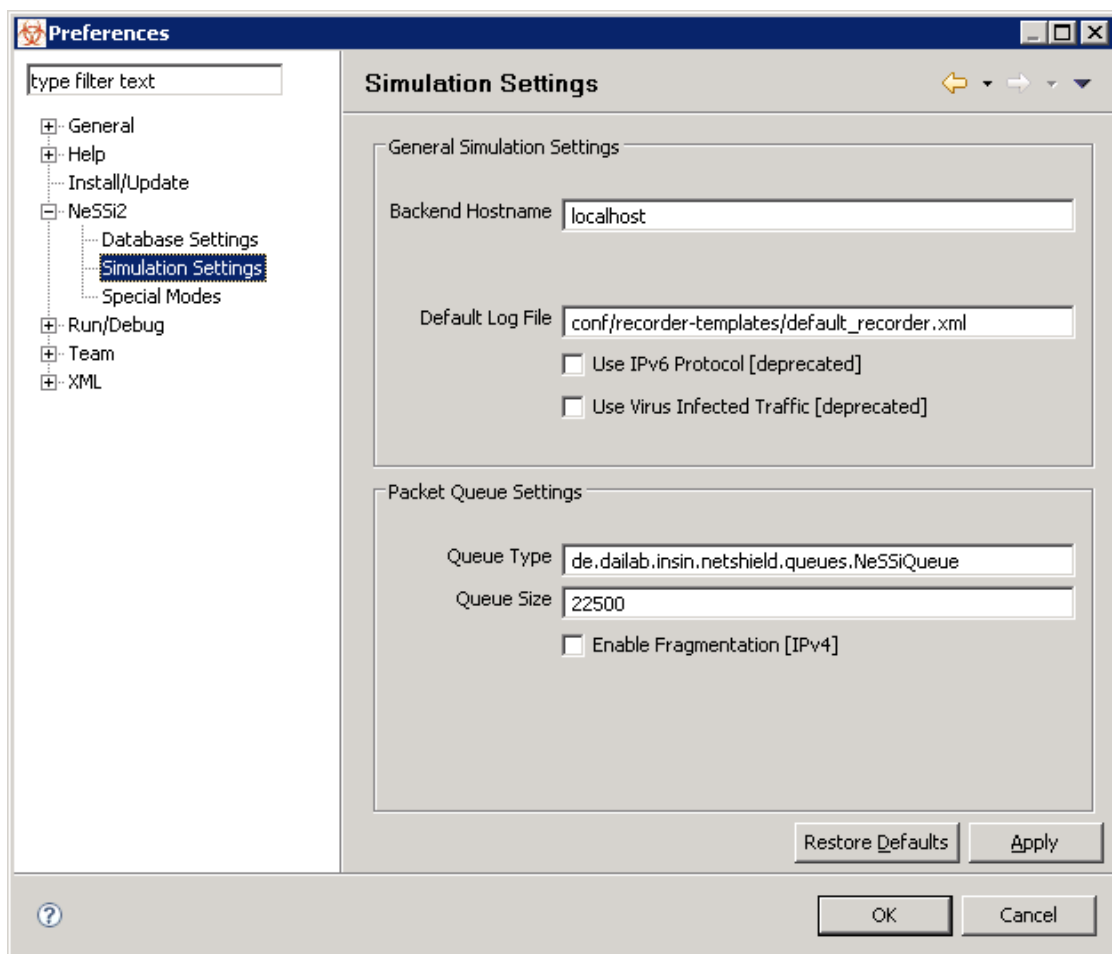 Preferences
type filter text
General
Help
Install/Update
NeSSi2
Database Settings
Simulation Settings
Special Modes
Run/Debug
Team
XML
Simulation Settings
General Simulation Settings
Backend Hostname localhost
Default Log File conf/recorder-templates/default_recorder.xml
Use IPv6 Protocol [deprecated]
Use Virus Infected Traffic [deprecated]
Packet Queue Settings
Queue Type de.dailab.insin.netshield.queues.NeSSiQueue
Queue Size 22500
Enable Fragmentation [IPv4]
Restore Defaults Apply
OK Cancel